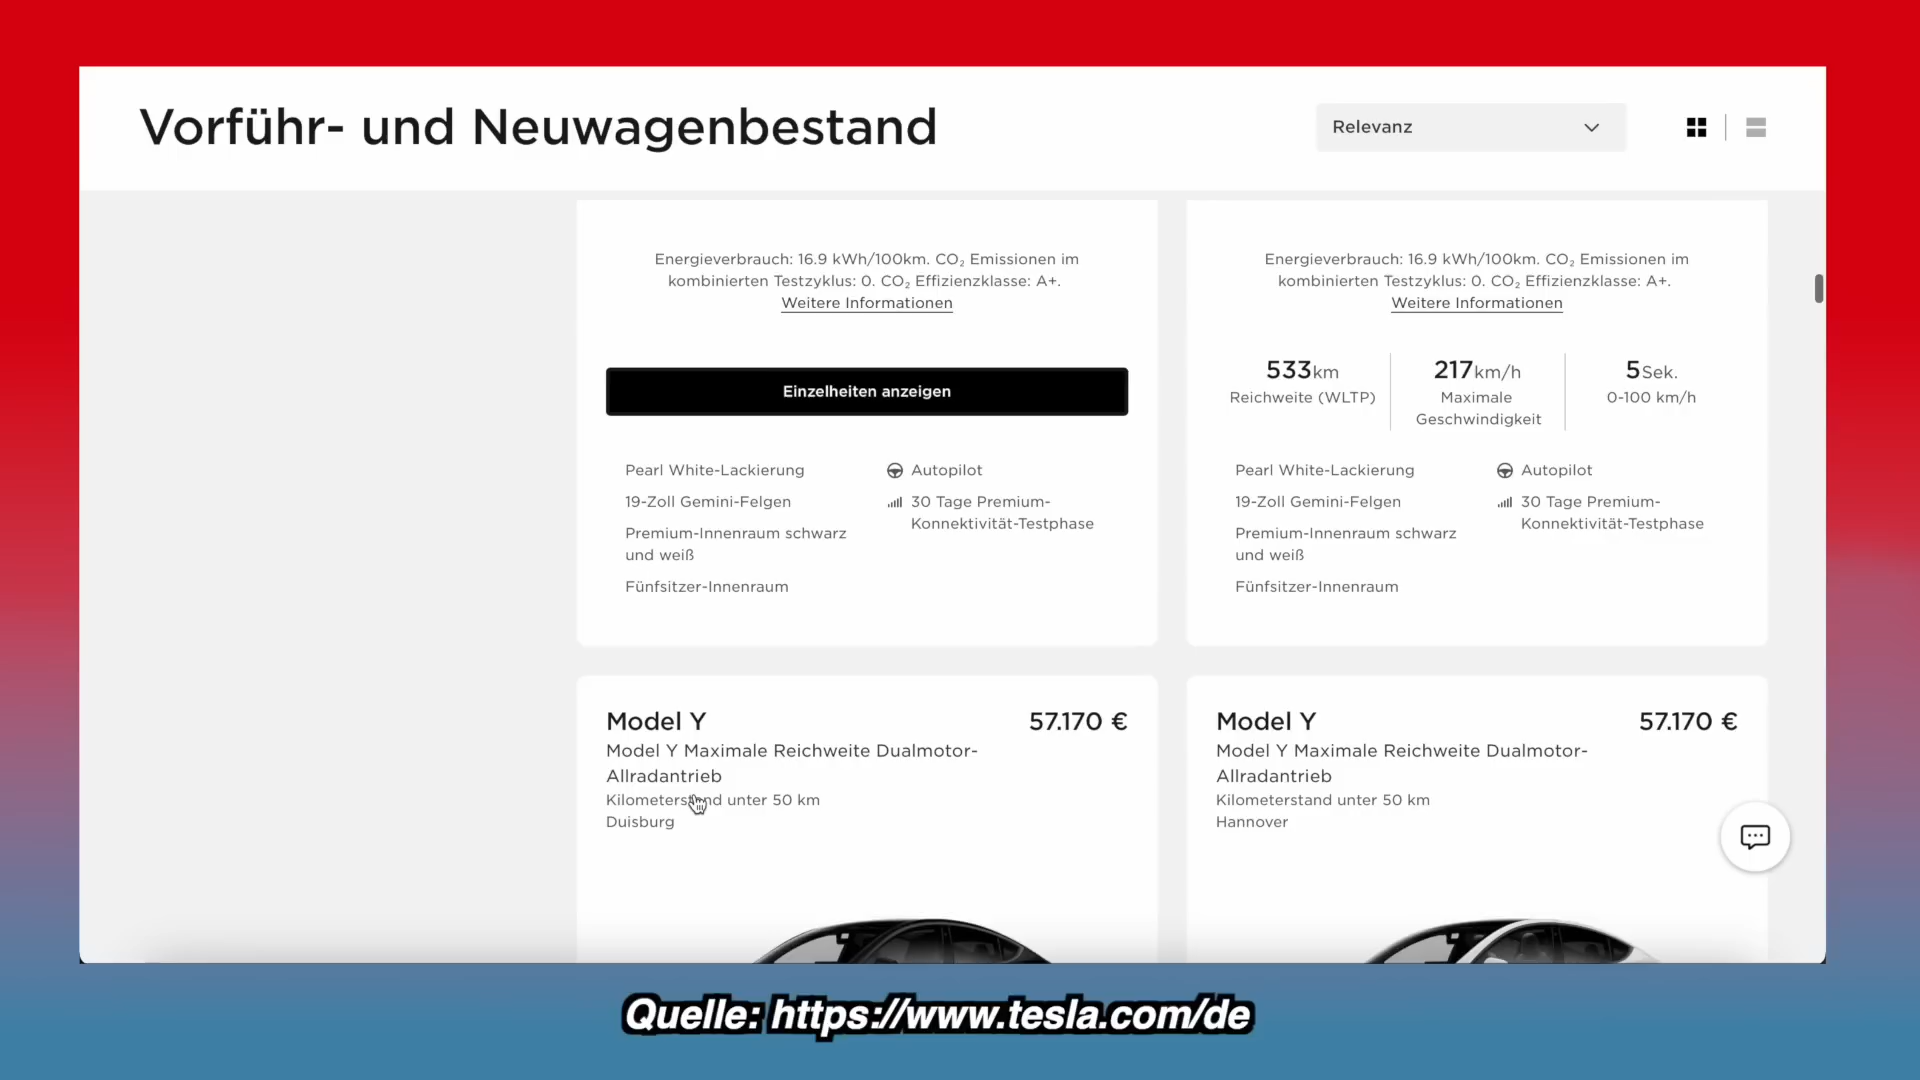 Vorführ- und Neuwagenbestand
Relevanz
Energieverbrauch: 16.9 kWh/100km. CO₂ Emissionen im
kombinierten Testzyklus: 0. CO₂ Effizienzklasse: A+.
Weitere Informationen
Einzelheiten anzeigen
Pearl White-Lackierung
19-Zoll Gemini-Felgen
Premium-Innenraum schwarz
und weiß
Fünfsitzer-Innenraum
Autopilot
30 Tage Premium-
Konnektivität-Testphase
Energieverbrauch: 16.9 kWh/100km. CO₂ Emissionen im
kombinierten Testzyklus: 0. CO₂ Effizienzklasse: A+.
Weitere Informationen
533km
Reichweite (WLTP)
217km/h
Maximale
Geschwindigkeit
5Sek.
0-100 km/h
Pearl White-Lackierung
19-Zoll Gemini-Felgen
Premium-Innenraum schwarz
und weiß
Fünfsitzer-Innenraum
Autopilot
30 Tage Premium-
Konnektivität-Testphase
Model Y
57.170 €
Model Y Maximale Reichweite Dualmotor-
Allradantrieb
Kilometerstand unter 50 km
Duisburg
Model Y
57.170 €
Model Y Maximale Reichweite Dualmotor-
Allradantrieb
Kilometerstand unter 50 km
Hannover
Quelle: https://www.tesla.com/de